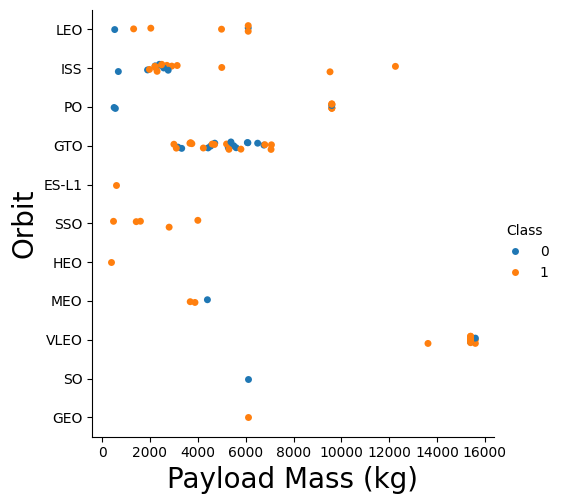 LEO
ISS
PO
GTO
ES-L1
SSO
HEO
MEO
VLEO
SO
GEO
Orbit
0 2000 4000 6000 8000 10000 12000 14000 16000
Payload Mass (kg)
Class
0
1